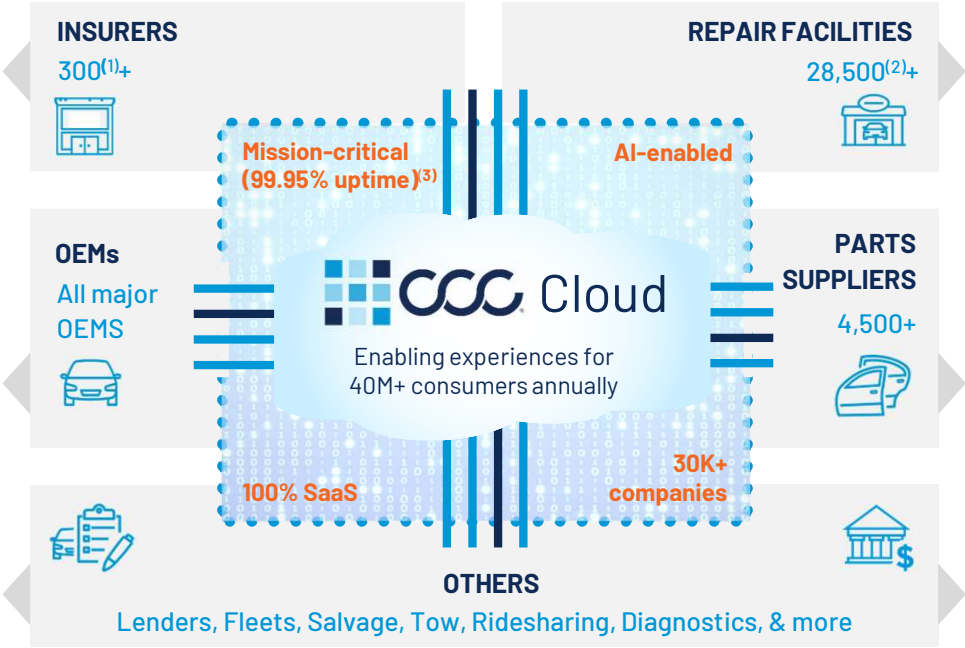 INSURERS
300(1)+
REPAIR FACILITIES
28,500(2)+
Mission-critical
(99.95% uptime)(3)
AI-enabled
OEMs
All major
OEMS
CCC Cloud
Enabling experiences for
40M+ consumers annually
PARTS
SUPPLIERS
4,500+
100% SaaS
30K+
companies
$
OTHERS
Lenders, Fleets, Salvage, Tow, Ridesharing, Diagnostics, & more